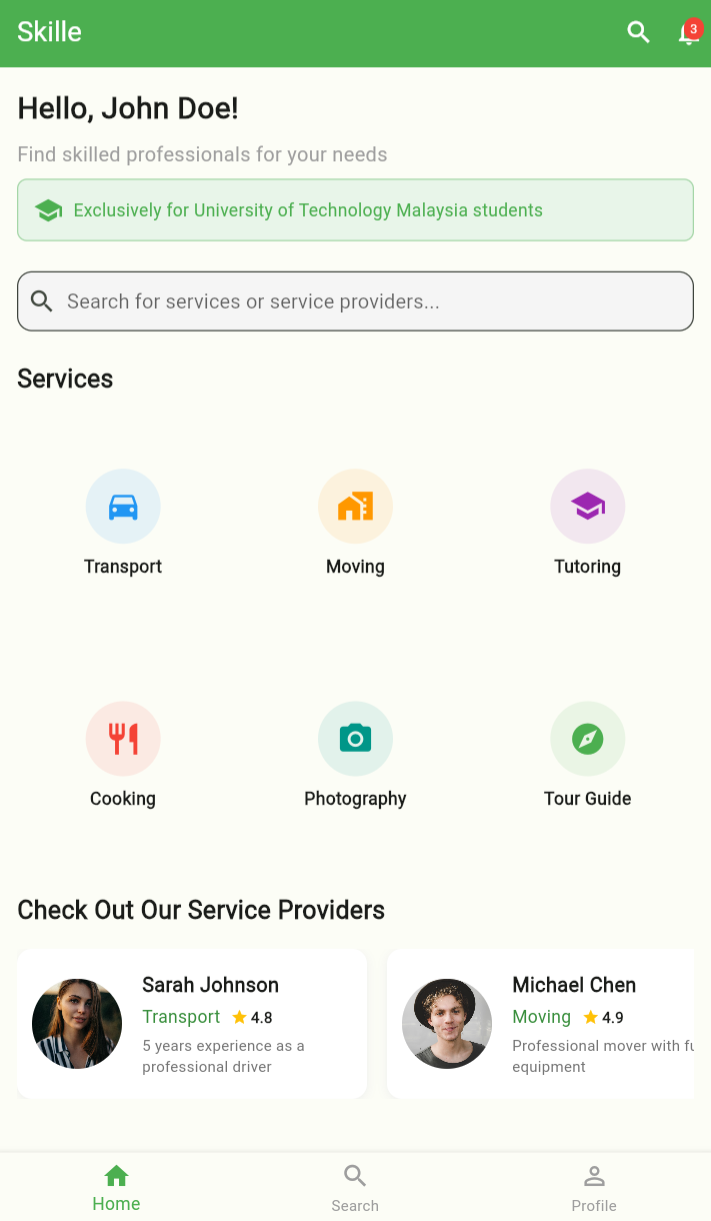 Skille
3
Hello, John Doe!
Find skilled professionals for your needs
Exclusively for University of Technology Malaysia students
Search for services or service providers...
Services
Transport
Moving
Tutoring
Cooking
Photography
Tour Guide
Check Out Our Service Providers
Sarah Johnson
Transport 4.8
5 years experience as a
professional driver
Michael Chen
Moving 4.9
Professional mover with fu
equipment
Home
Search
Profile